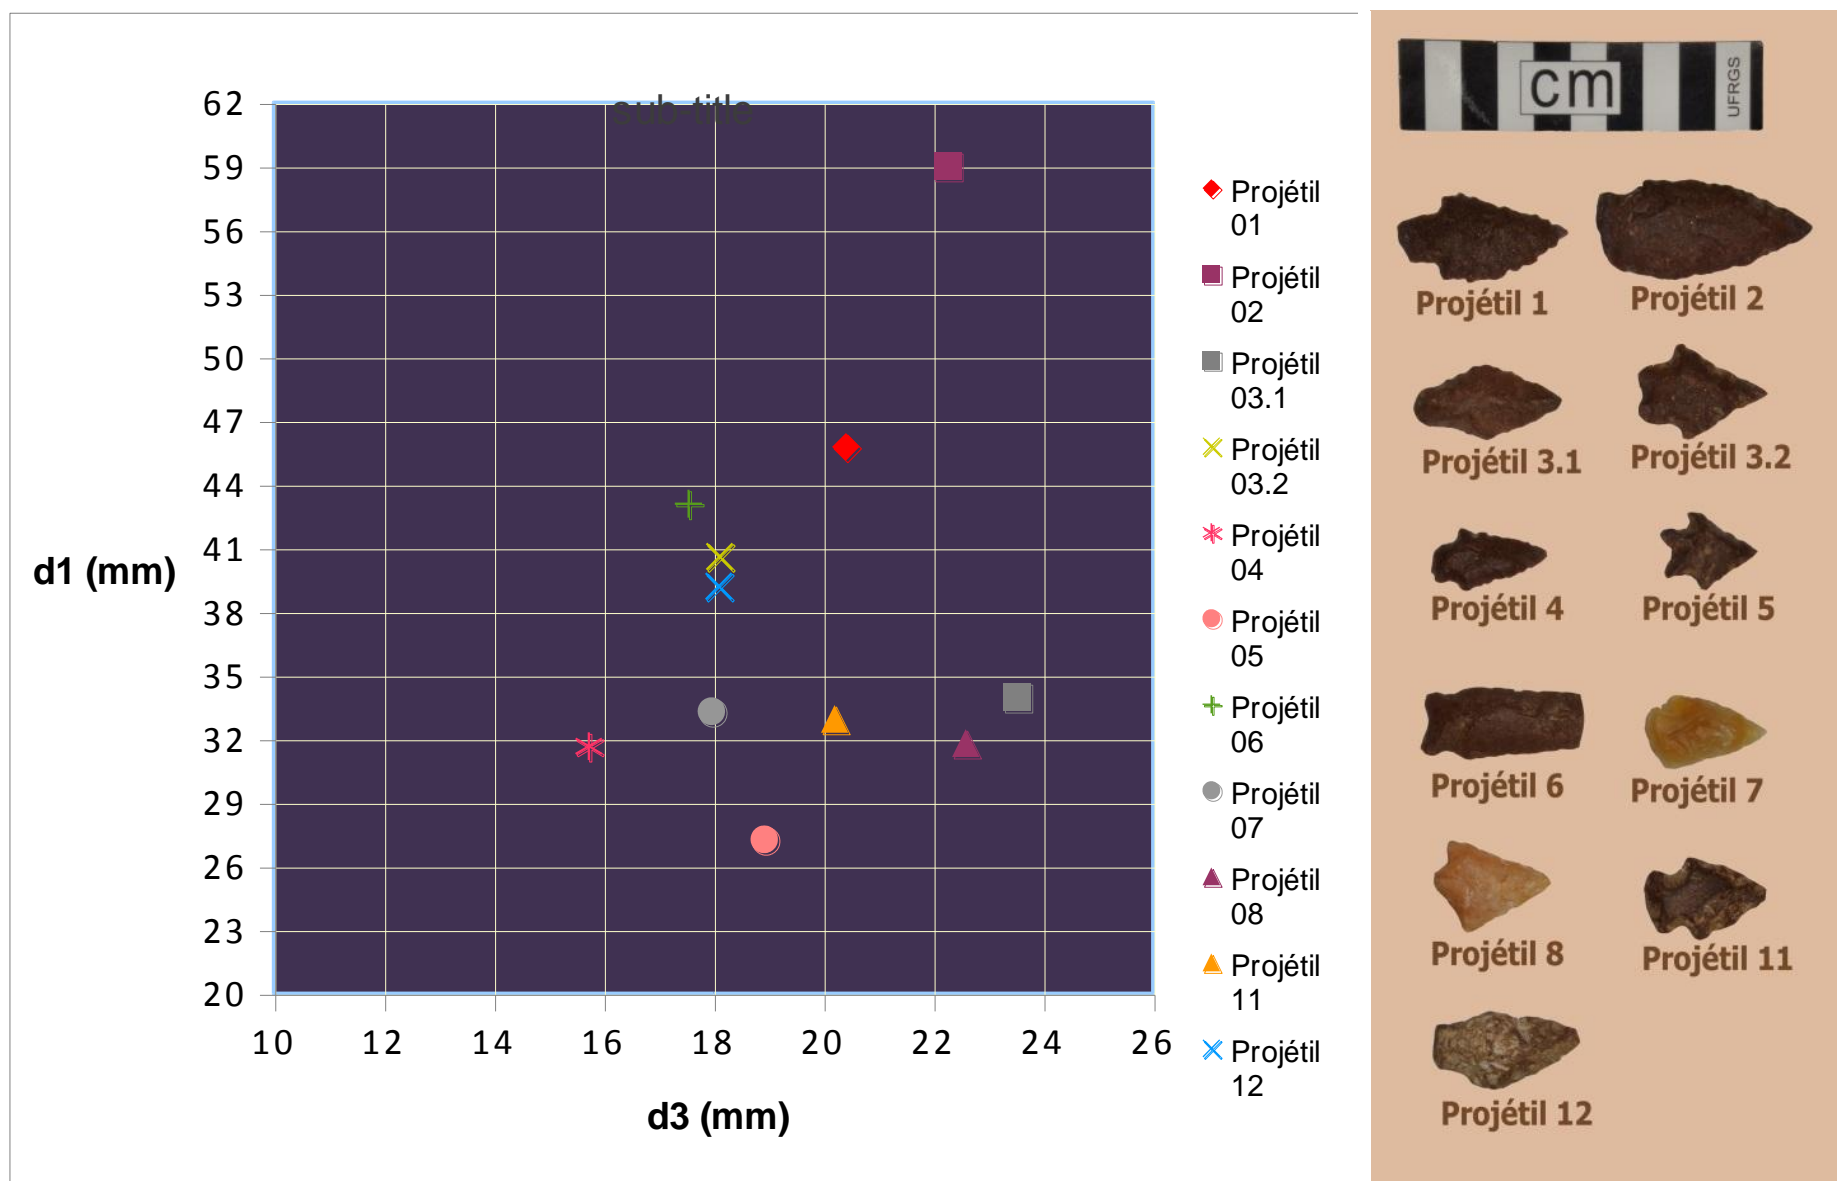 sub-title
62
59
56
53
50
47
44
41
38
35
32
29
26
23
20
d1 (mm)
10 12 14 16 18 20 22 24 26
d3 (mm)
Projétil
01
Projétil
02
Projétil
03.1
Projétil
03.2
Projétil
04
Projétil
05
Projétil
06
Projétil
07
Projétil
08
Projétil
11
Projétil
12
cm
UFRGS
Projétil 1
Projétil 2
Projétil 3.1
Projétil 3.2
Projétil 4
Projétil 5
Projétil 6
Projétil 7
Projétil 8
Projétil 11
Projétil 12